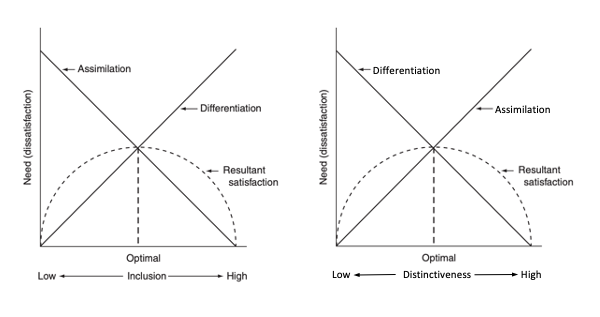 Need (dissatisfaction)
Assimilation
Differentiation
Resultant
satisfaction
Optimal
Low Inclusion High
Need (dissatisfaction)
Differentiation
Assimilation
Resultant
satisfaction
Optimal
Low Distinctiveness High